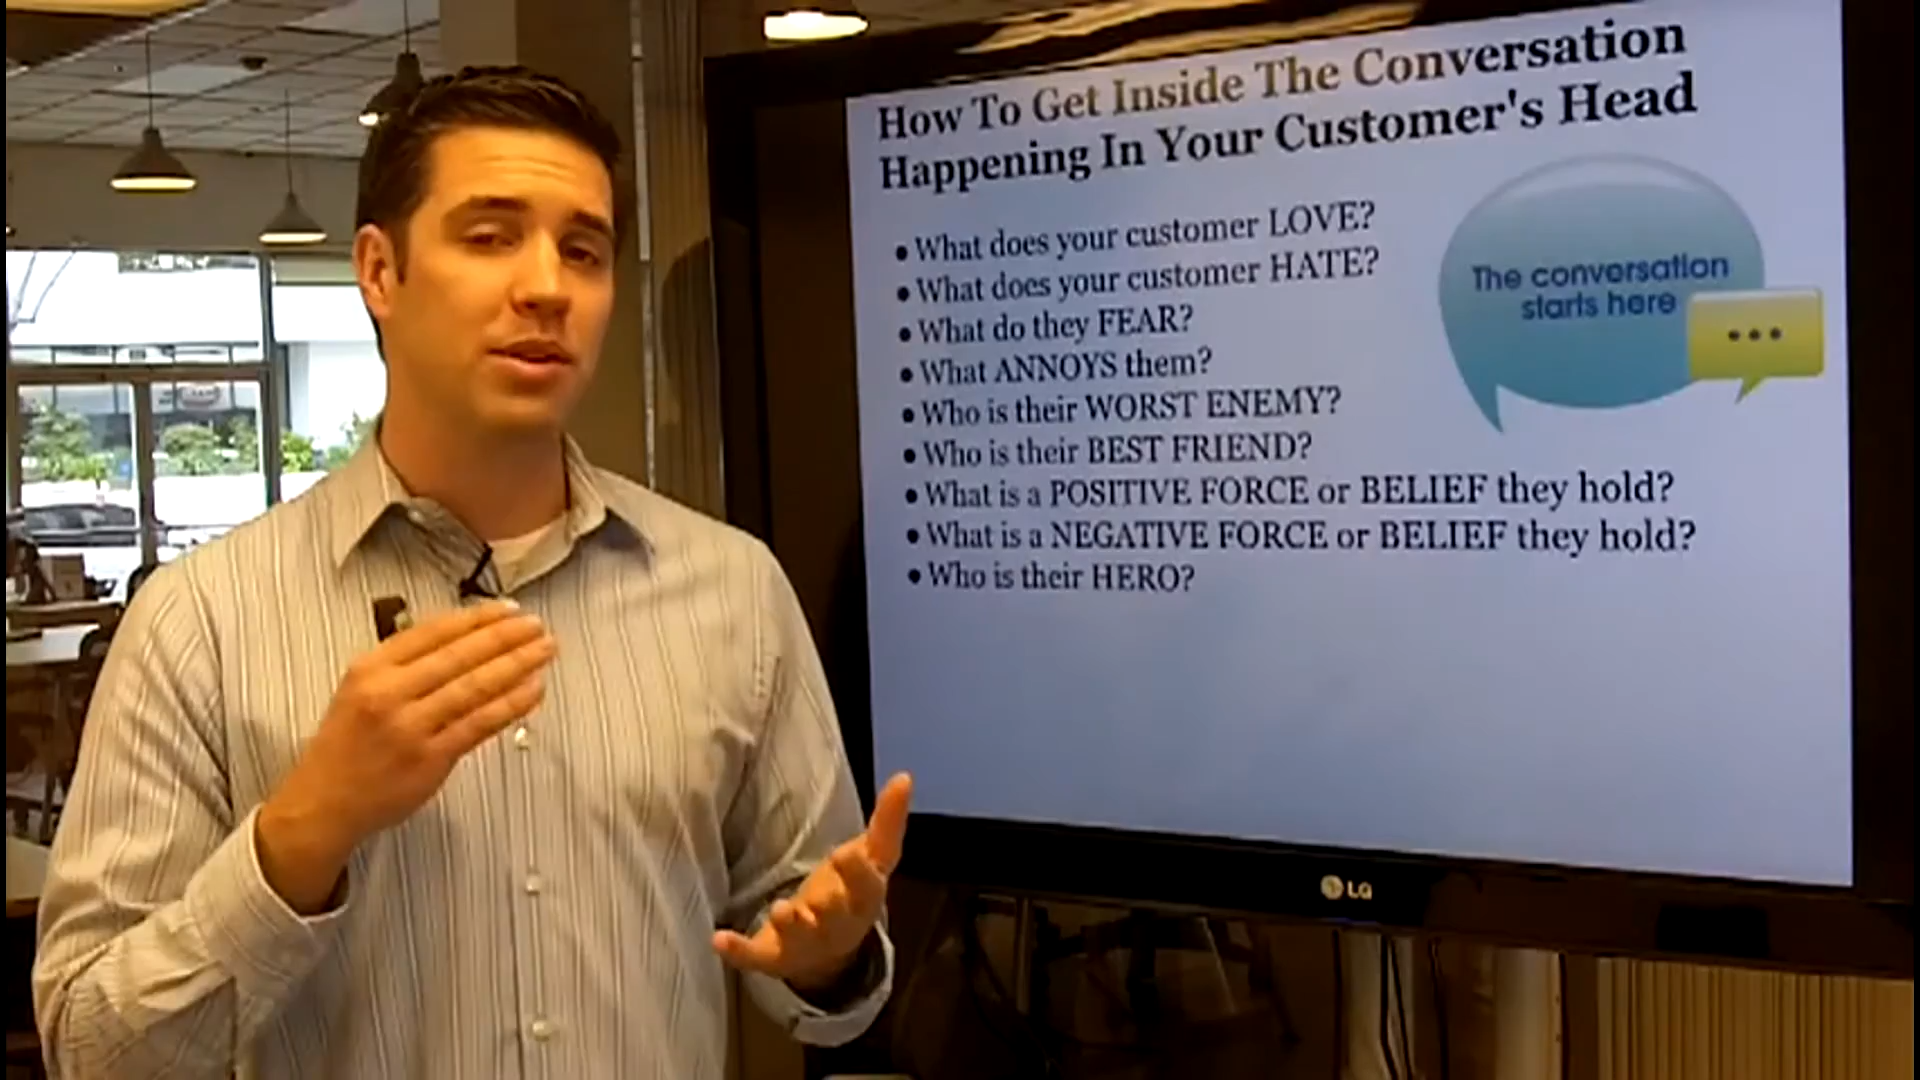 How To Get Inside The Conversation
Happening In Your Customer's Head
• What does your customer LOVE?
• What does your customer HATE?
• What do they FEAR?
• What ANNOYS them?
• Who is their WORST ENEMY?
• Who is their BEST FRIEND?
• What is a POSITIVE FORCE or BELIEF they hold?
• What is a NEGATIVE FORCE or BELIEF they hold?
• Who is their HERO?
The conversation
starts here
LG